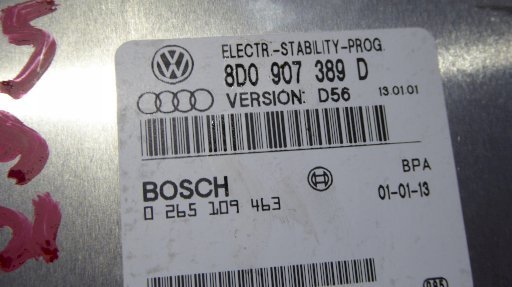 ELECTR.-STABILITY-PROG.
8D0 907 389 D
VERSION: D56 13.01.01
BOSCH
BPA
0 265 109 463
01-01-13